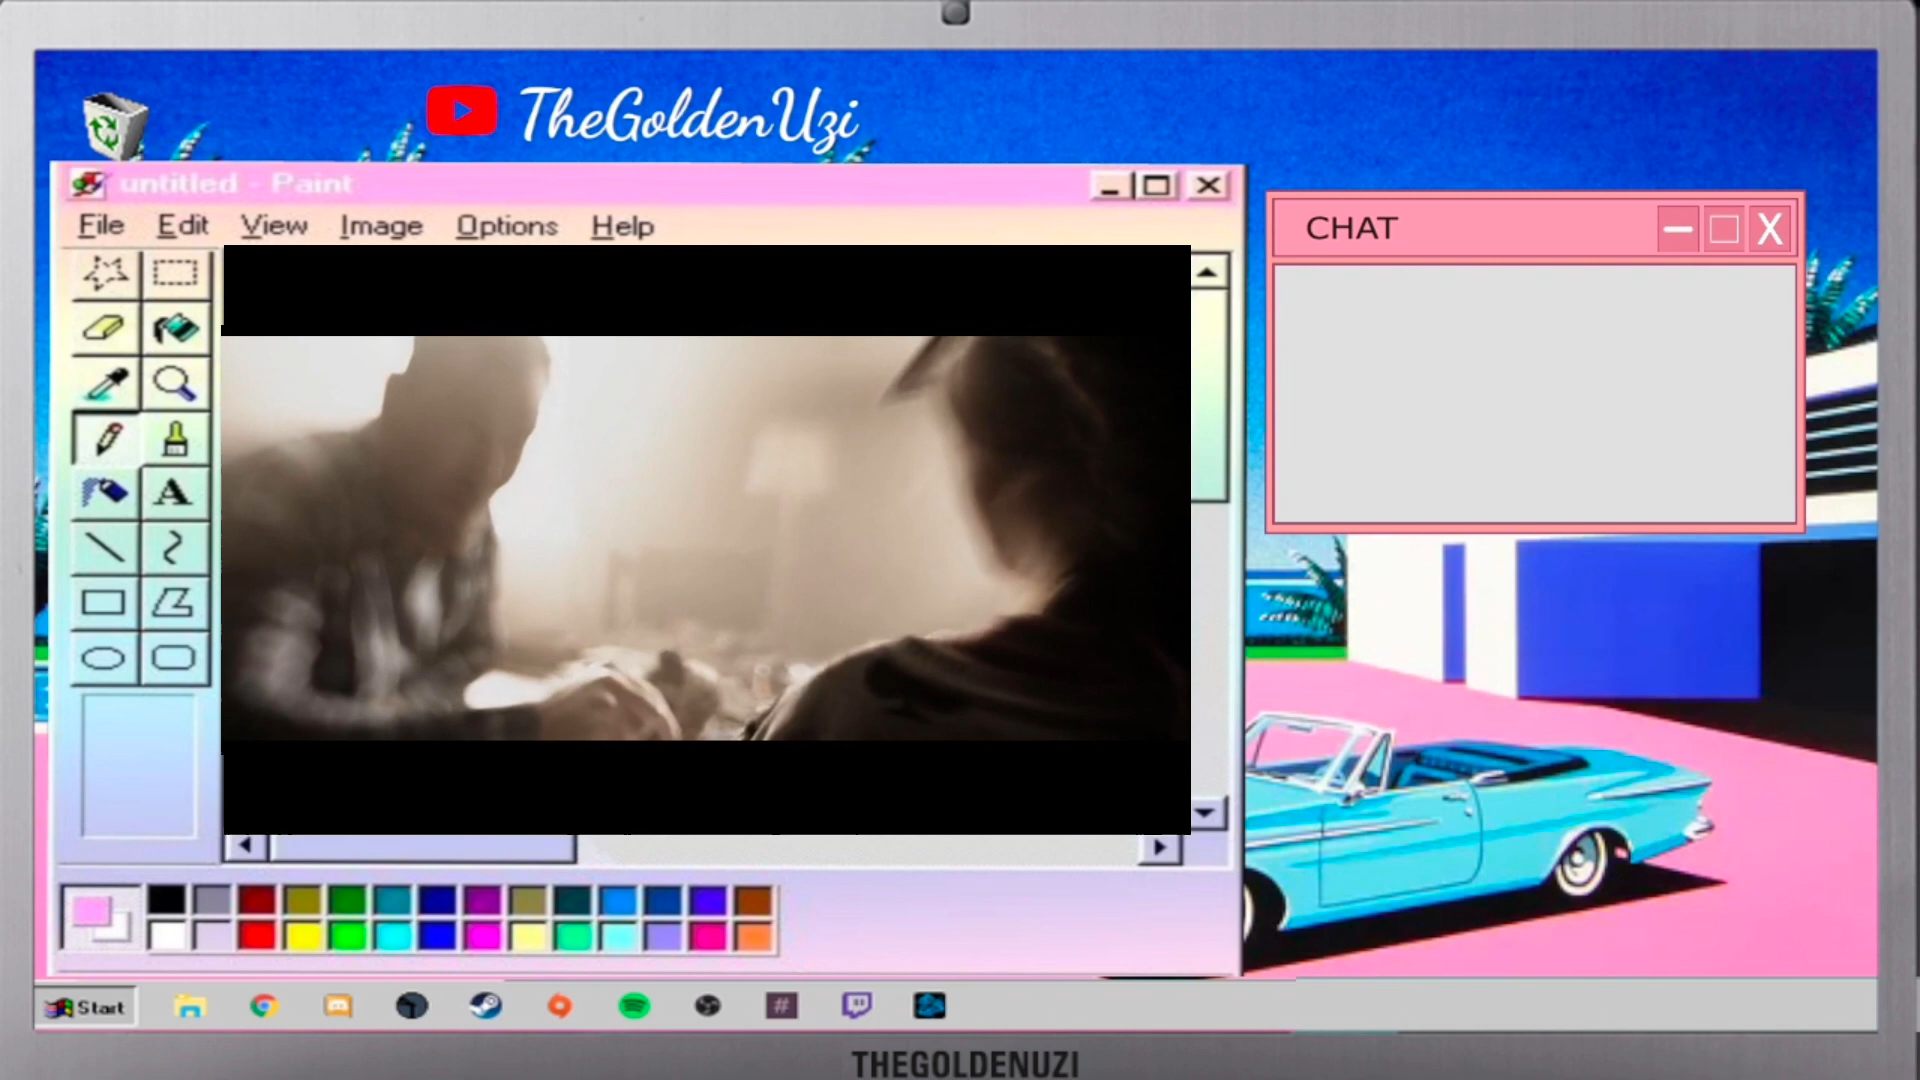 TheGoldenUzi
untitled - Paint
File Edit View Image Options Help
CHAT
A
Start
#
THEGOLDENUZI